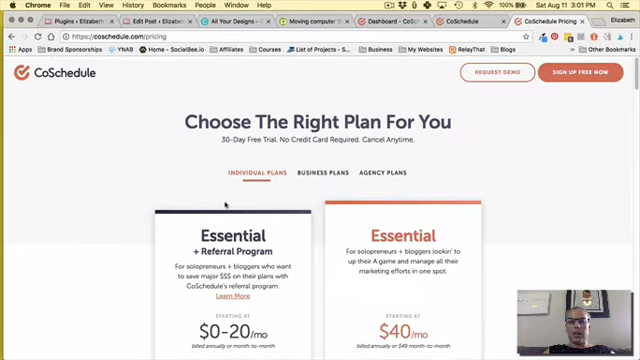 Chrome File Edit View History Bookmarks People Window Help 100% Sat Aug 11 3:01 PM
Plugins ‹ Elizabeth Edit Post ‹ Elizabeth All Your Designs - C Moving computer S Dashboard - CoSch CoSchedule CoSchedule Pricing Elizabeth
https://coschedule.com/pricing
Apps Brand Sponsorships YNAB Home - SocialBee.io Affiliates Courses List of Projects - S Business My Websites RelayThat Other Bookmarks
CoSchedule REQUEST DEMO SIGN UP FREE NOW
Choose The Right Plan For You
30-Day Free Trial. No Credit Card Required. Cancel Anytime.
INDIVIDUAL PLANS BUSINESS PLANS AGENCY PLANS
Essential
+ Referral Program
For solopreneurs + bloggers who want
to save major $$$ on their plans with
CoSchedule's referral program.
Learn More
STARTING AT
$0-20/mo
billed annually or month-to-month
Essential
For solopreneurs + bloggers lookin' to
up their A game and manage all their
marketing efforts in one spot.
STARTING AT
$40/mo
billed annually or $49 month-to-month